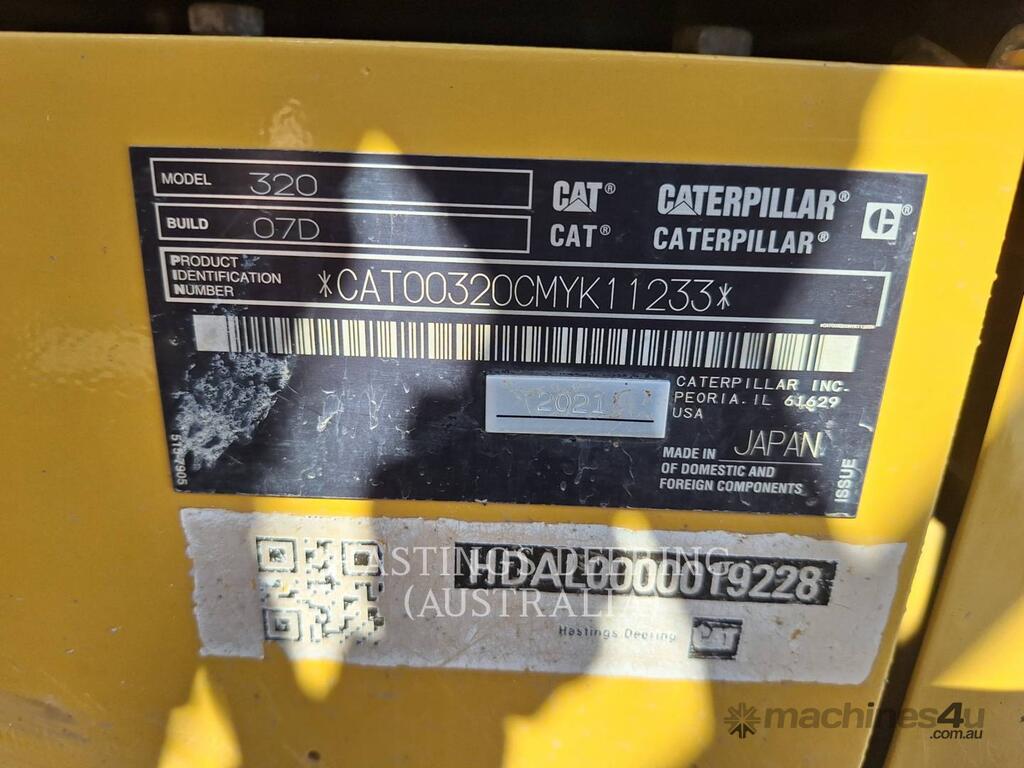 MODEL 320
CAT® CATERPILLAR®
BUILD 07D
CAT® CATERPILLAR®
PRODUCT IDENTIFICATION NUMBER *CAT00320CMYK11233*
2021
CATERPILLAR INC.
PEORIA. IL 61629
USA
MADE IN JAPAN
OF DOMESTIC AND
FOREIGN COMPONENTS
ISSUE
HDAL0000019228
HASTINGS DEERING
(AUSTRALIA)
Hastings Deering CAT
machines4u
.com.au